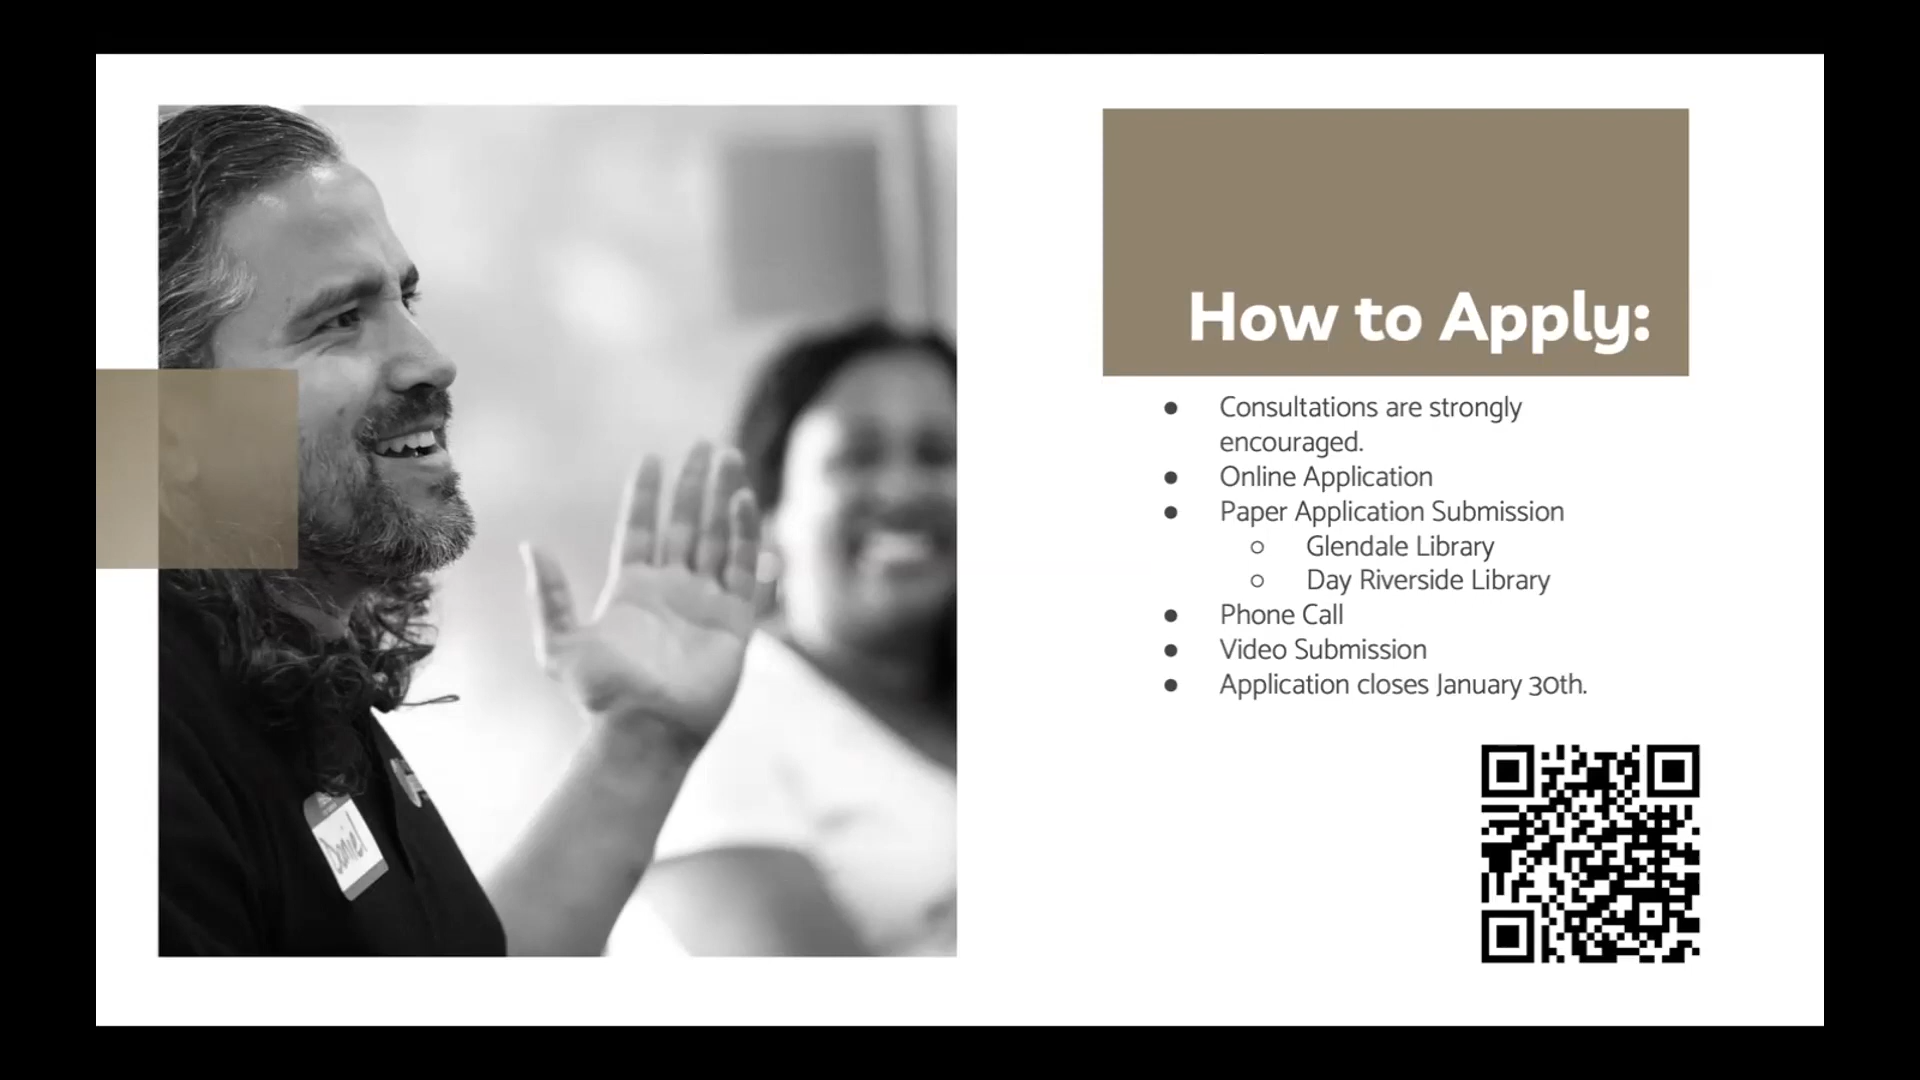 How to Apply:
● Consultations are strongly
encouraged.
● Online Application
● Paper Application Submission
○ Glendale Library
○ Day Riverside Library
● Phone Call
● Video Submission
● Application closes January 30th.
Daniel